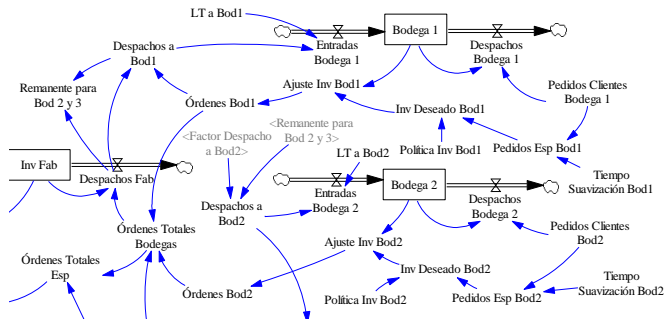 LT a Bod1
Bodega 1
Despachos a
Bod1
Entradas
Bodega 1
Despachos
Bodega 1
Remanente para
Bod 2 y 3
Ajuste Inv Bod1
Pedidos Clientes
Bodega 1
Órdenes Bod1
Inv Deseado Bod1
<Factor Despacho
a Bod2>
<Remanente para
Bod 2 y 3>
Política Inv Bod1
Pedidos Esp Bod1
LT a Bod2
Inv Fab
Despachos Fab
Tiempo
Suavización Bod1
Bodega 2
Entradas
Bodega 2
Despachos
Bodega 2
Despachos a
Bod2
Órdenes Totales
Bodegas
Pedidos Clientes
Bod2
Ajuste Inv Bod2
Órdenes Totales
Esp
Inv Deseado Bod2
Tiempo
Suavización Bod2
Órdenes Bod2
Política Inv Bod2
Pedidos Esp Bod2